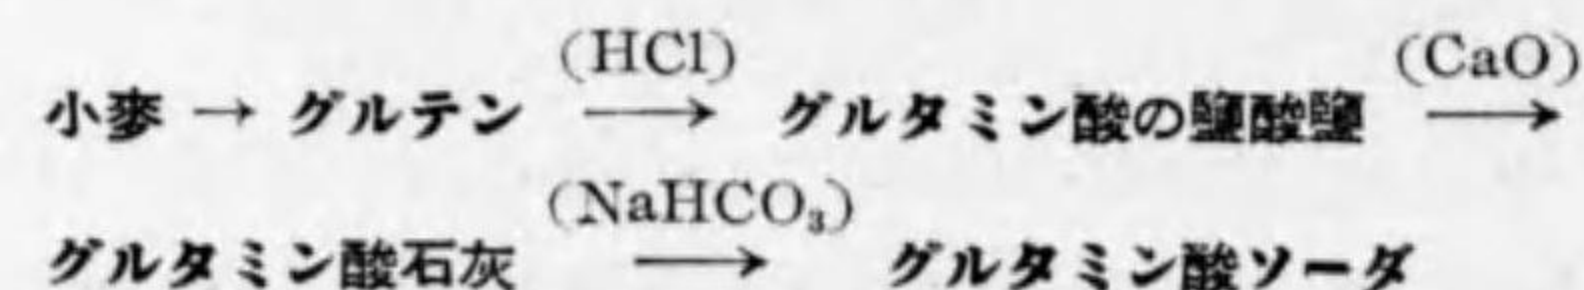 (HCl) (CaO)
小麥 → グルテン ⟶ グルタミン酸の鹽酸鹽 ⟶
(NaHCO₃)
グルタミン酸石灰 ⟶ グルタミン酸ソーダ